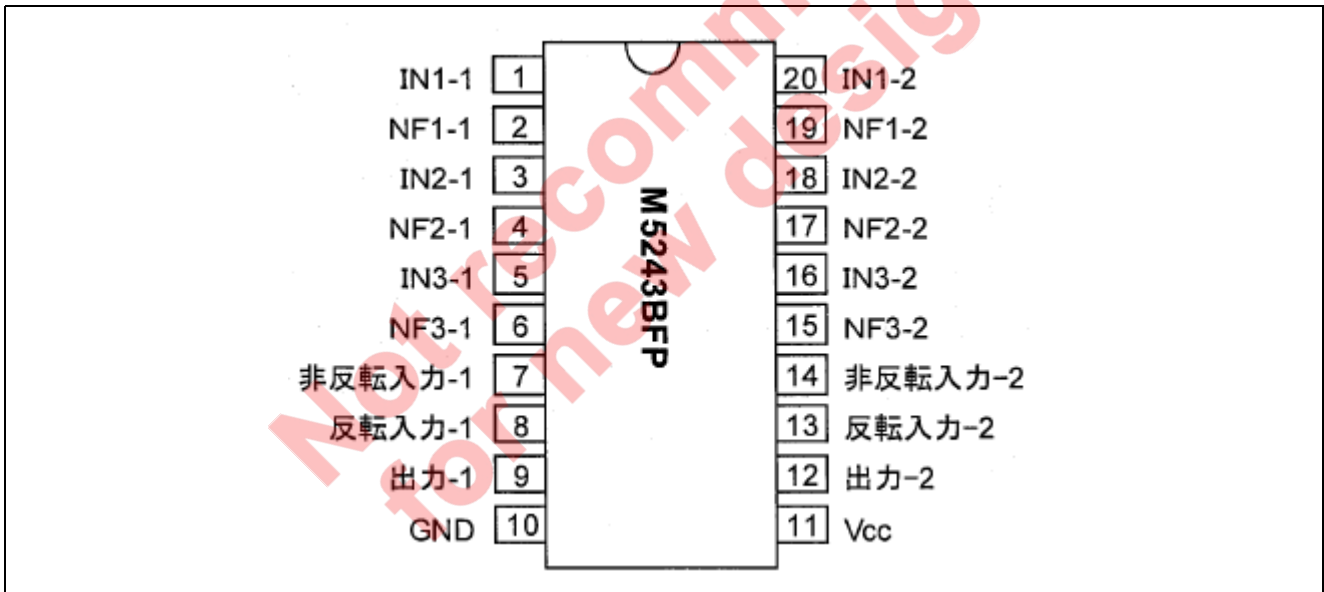 IN1-1 1
NF1-1 2
IN2-1 3
NF2-1 4
IN3-1 5
NF3-1 6
非反転入力-1 7
反転入力-1 8
出力-1 9
GND 10
M5243BFP
20 IN1-2
19 NF1-2
18 IN2-2
17 NF2-2
16 IN3-2
15 NF3-2
14 非反転入力-2
13 反転入力-2
12 出力-2
11 Vcc
Not
for new